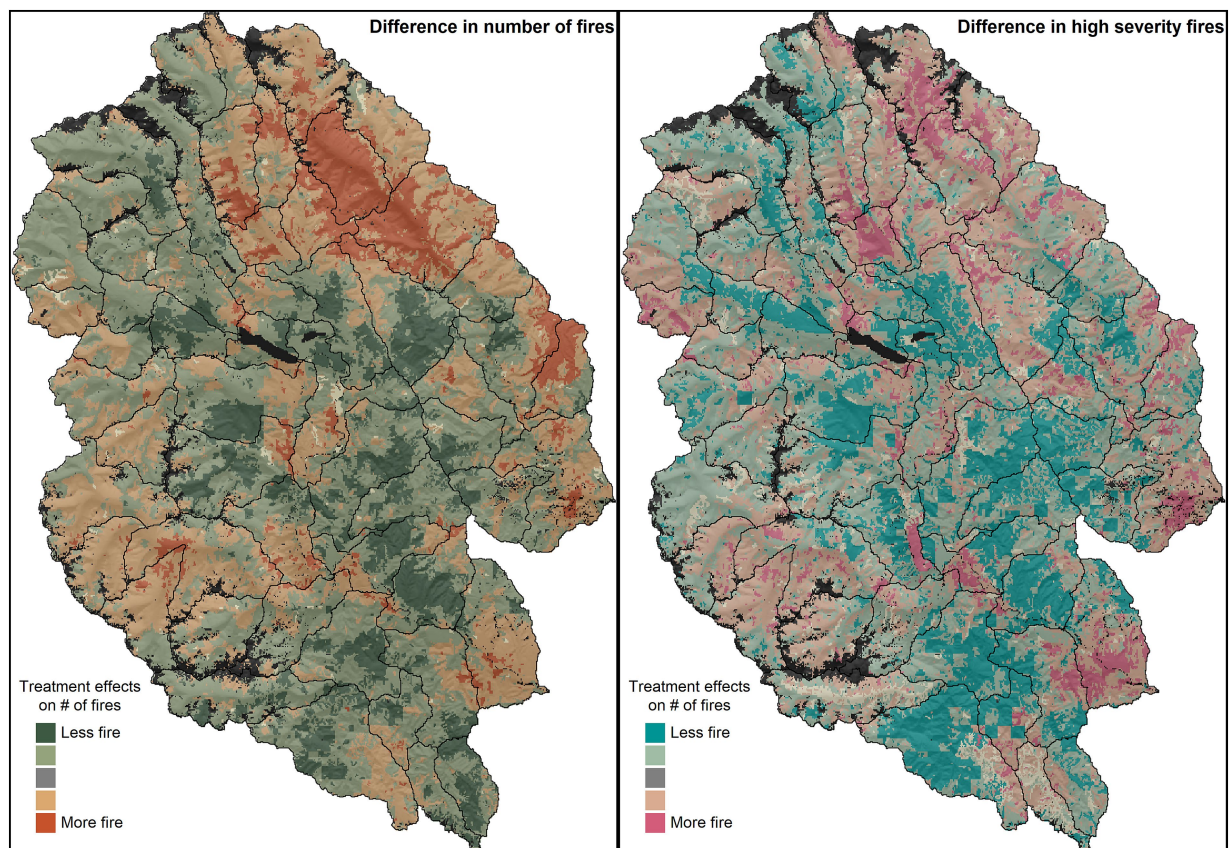 Difference in number of fires
Treatment effects
on # of fires
Less fire
More fire
Difference in high severity fires
Treatment effects
on # of fires
Less fire
More fire